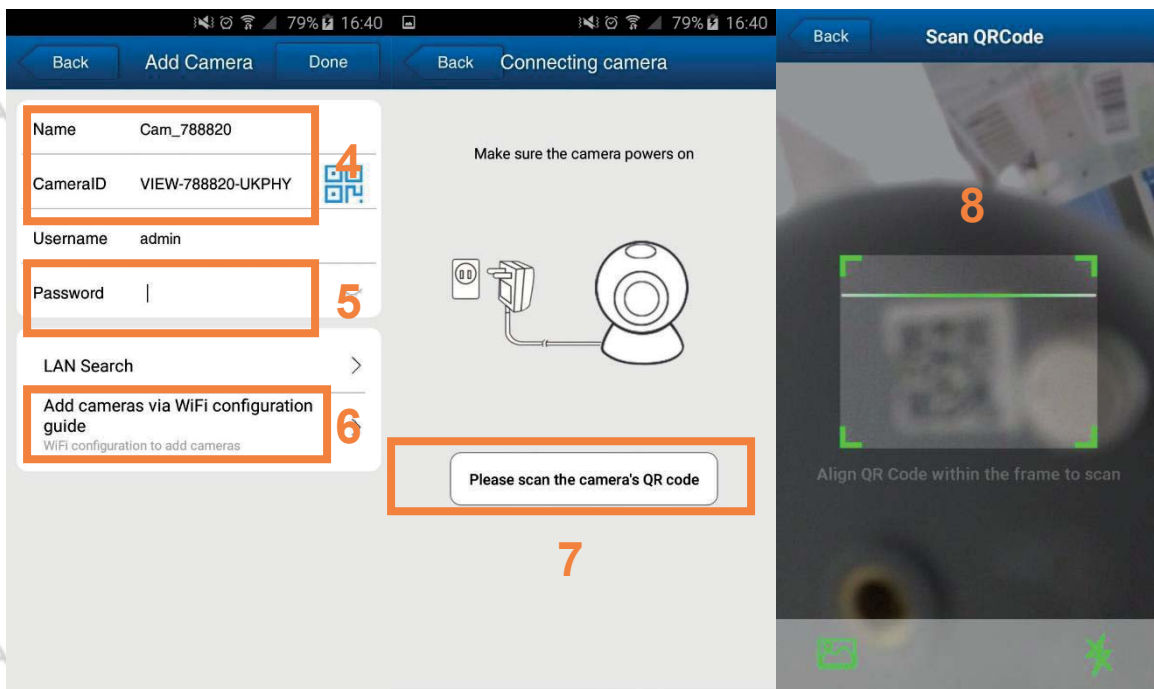 79% 16:40
Back Add Camera Done
Name Cam_788820
4
CameraID VIEW-788820-UKPHY
Username admin
Password
5
LAN Search
Add cameras via WiFi configuration
guide
WiFi configuration to add cameras
6
79% 16:40
Back Connecting camera
Make sure the camera powers on
Please scan the camera's QR code
7
Back Scan QRCode
8
Align QR Code within the frame to scan